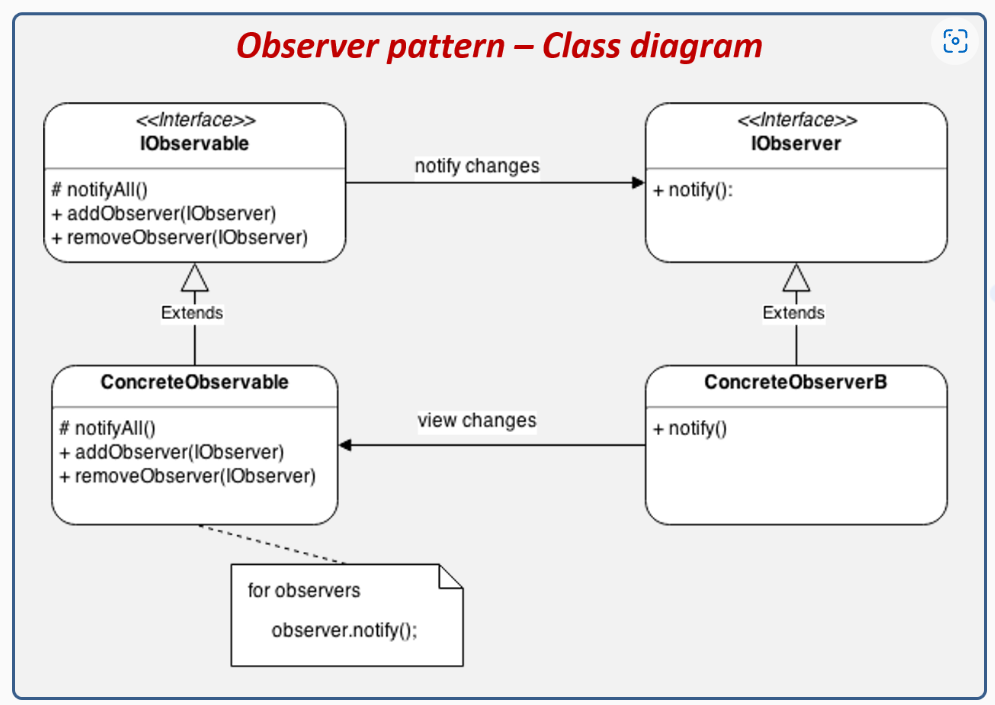 Observer pattern – Class diagram
<<Interface>>
IObservable
# notifyAll()
+ addObserver(IObserver)
+ removeObserver(IObserver)
notify changes
<<Interface>>
IObserver
+ notify():
Extends
Extends
ConcreteObservable
# notifyAll()
+ addObserver(IObserver)
+ removeObserver(IObserver)
view changes
ConcreteObserverB
+ notify()
for observers
observer.notify();